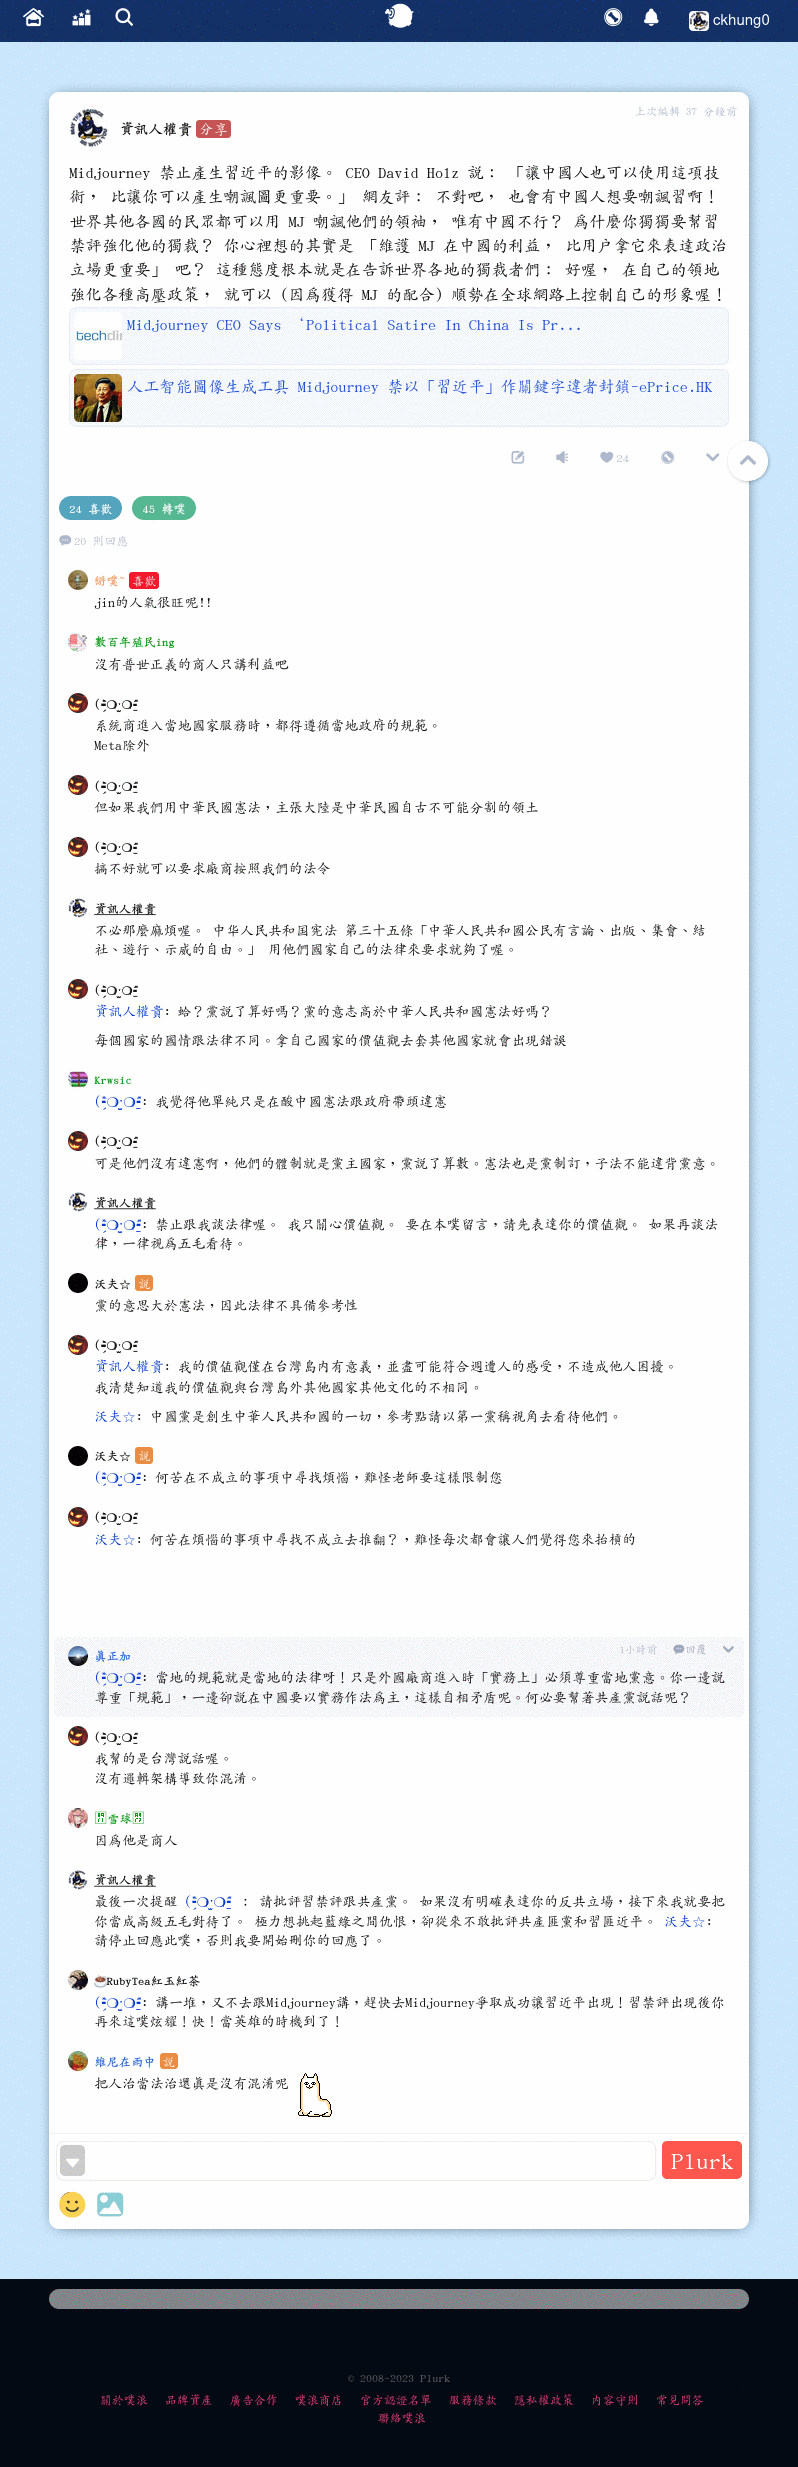 ckhung0
上次編輯 37 分鐘前
資訊人權貴 分享
Midjourney 禁止產生習近平的影像。 CEO David Holz 說： 「讓中國人也可以使用這項技
術， 比讓你可以產生嘲諷圖更重要。」 網友評： 不對吧， 也會有中國人想要嘲諷習啊！
世界其他各國的民眾都可以用 MJ 嘲諷他們的領袖， 唯有中國不行？ 為什麼你獨獨要幫習
禁評強化他的獨裁？ 你心裡想的其實是 「維護 MJ 在中國的利益， 比用戶拿它來表達政治
立場更重要」 吧？ 這種態度根本就是在告訴世界各地的獨裁者們： 好喔， 在自己的領地
強化各種高壓政策， 就可以 (因為獲得 MJ 的配合) 順勢在全球網路上控制自己的形象喔！
techdir
Midjourney CEO Says ‘Political Satire In China Is Pr...
人工智能圖像生成工具 Midjourney 禁以「習近平」作關鍵字違者封鎖-ePrice.HK
24
24 喜歡 45 轉噗
20 則回應
掰噗~ 喜歡
jin的人氣很旺呢!!
數百年殖民ing
沒有普世正義的商人只講利益吧
系統商進入當地國家服務時，都得遵循當地政府的規範。
Meta除外
但如果我們用中華民國憲法，主張大陸是中華民國自古不可能分割的領土
搞不好就可以要求廠商按照我們的法令
資訊人權貴
不必那麼麻煩喔。 中华人民共和国宪法 第三十五條「中華人民共和國公民有言論、出版、集會、結
社、遊行、示威的自由。」 用他們國家自己的法律來要求就夠了喔。
資訊人權貴: 蛤？黨說了算好嗎？黨的意志高於中華人民共和國憲法好嗎？
每個國家的國情跟法律不同。拿自己國家的價值觀去套其他國家就會出現錯誤
Krwsic
: 我覺得他單純只是在酸中國憲法跟政府帶頭違憲
可是他們沒有違憲啊，他們的體制就是黨主國家，黨說了算數。憲法也是黨制訂，子法不能違背黨意。
資訊人權貴
: 禁止跟我談法律喔。 我只關心價值觀。 要在本噗留言，請先表達你的價值觀。 如果再談法
律，一律視為五毛看待。
沃夫☆ 說
黨的意思大於憲法，因此法律不具備參考性
資訊人權貴: 我的價值觀僅在台灣島內有意義，並盡可能符合週遭人的感受，不造成他人困擾。
我清楚知道我的價值觀與台灣島外其他國家其他文化的不相同。
沃夫☆: 中國黨是創生中華人民共和國的一切，參考點請以第一黨稱視角去看待他們。
沃夫☆ 說
: 何苦在不成立的事項中尋找煩惱，難怪老師要這樣限制您
沃夫☆: 何苦在煩惱的事項中尋找不成立去推翻？，難怪每次都會讓人們覺得您來抬槓的
1小時前 回覆
真正加
: 當地的規範就是當地的法律呀！只是外國廠商進入時「實務上」必須尊重當地黨意。你一邊說
尊重「規範」，一邊卻說在中國要以實務作法為主，這樣自相矛盾呢。何必要幫著共產黨說話呢？
我幫的是台灣說話喔。
沒有邏輯架構導致你混淆。
雪球
因為他是商人
資訊人權貴
最後一次提醒 ： 請批評習禁評跟共產黨。 如果沒有明確表達你的反共立場，接下來我就要把
你當成高級五毛對待了。 極力想挑起藍綠之間仇恨，卻從來不敢批評共產匪黨和習匪近平。 沃夫☆:
請停止回應此噗，否則我要開始刪你的回應了。
RubyTea紅玉紅茶
: 講一堆，又不去跟Midjourney講，趕快去Midjourney爭取成功讓習近平出現！習禁評出現後你
再來這噗炫耀！快！當英雄的時機到了！
維尼在雨中 說
把人治當法治還真是沒有混淆呢
Plurk
© 2008-2023 Plurk
關於噗浪 品牌資產 廣告合作 噗浪商店 官方認證名單 服務條款 隱私權政策 內容守則 常見問答
聯絡噗浪